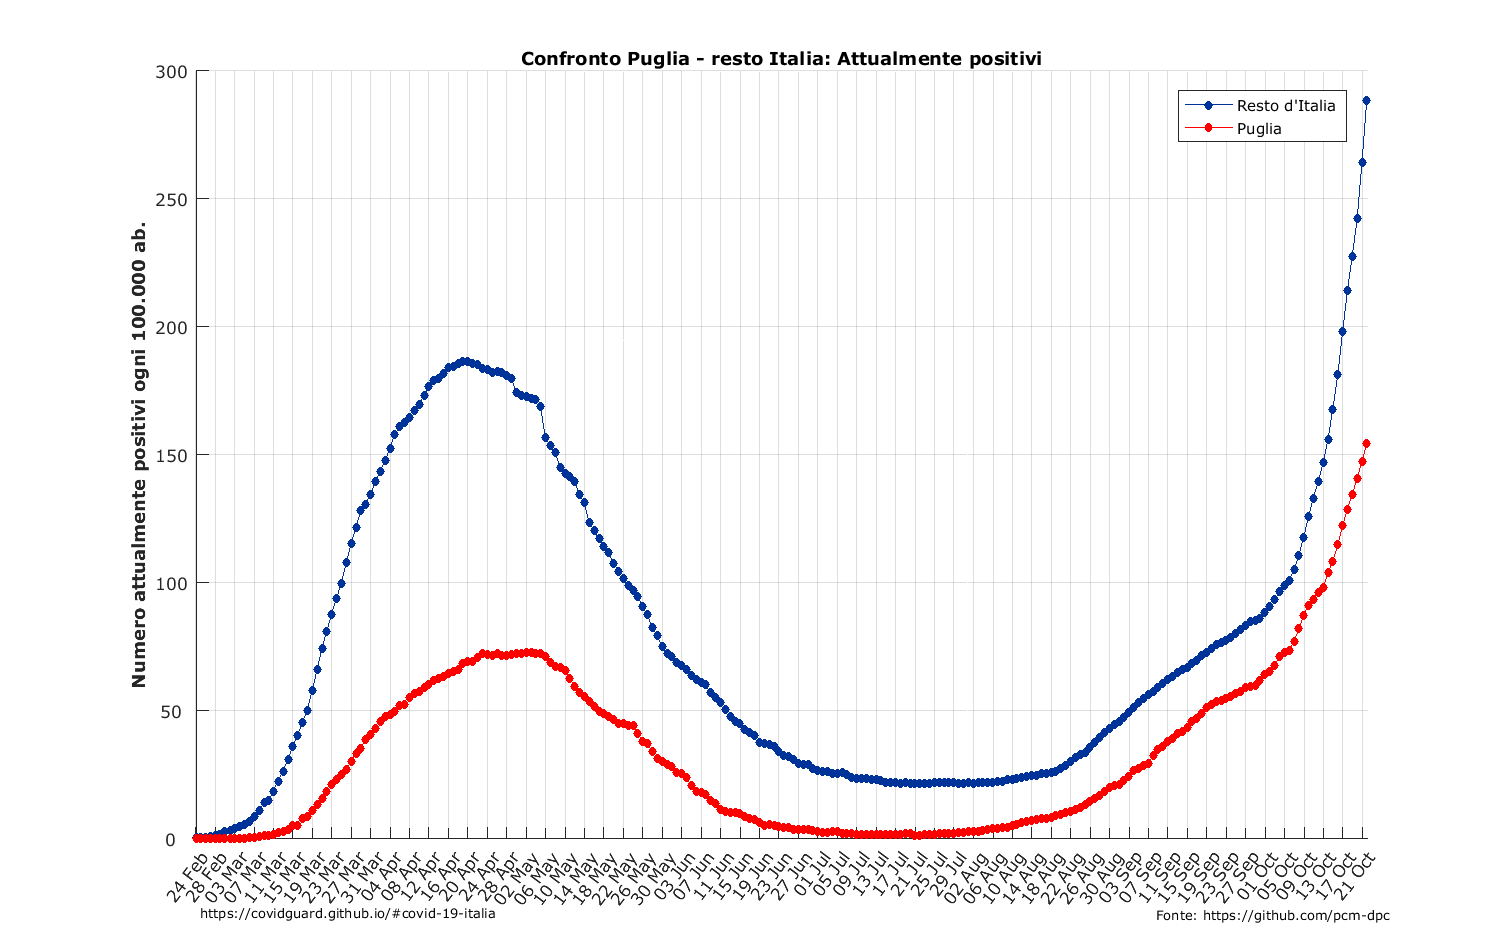 Confronto Puglia - resto Italia: Attualmente positivi
Resto d'Italia
Puglia
Numero attualmente positivi ogni 100.000 ab.
300
250
200
150
100
50
0
24 Feb
28 Feb
03 Mar
07 Mar
11 Mar
15 Mar
19 Mar
23 Mar
27 Mar
31 Mar
04 Apr
08 Apr
12 Apr
16 Apr
20 Apr
24 Apr
28 Apr
02 May
06 May
10 May
14 May
18 May
22 May
26 May
30 May
03 Jun
07 Jun
11 Jun
15 Jun
19 Jun
23 Jun
27 Jun
01 Jul
05 Jul
09 Jul
13 Jul
17 Jul
21 Jul
25 Jul
29 Jul
02 Aug
06 Aug
10 Aug
14 Aug
18 Aug
22 Aug
26 Aug
30 Aug
03 Sep
07 Sep
11 Sep
15 Sep
19 Sep
23 Sep
27 Sep
01 Oct
05 Oct
09 Oct
13 Oct
17 Oct
21 Oct
https://covidguard.github.io/#covid-19-italia
Fonte: https://github.com/pcm-dpc